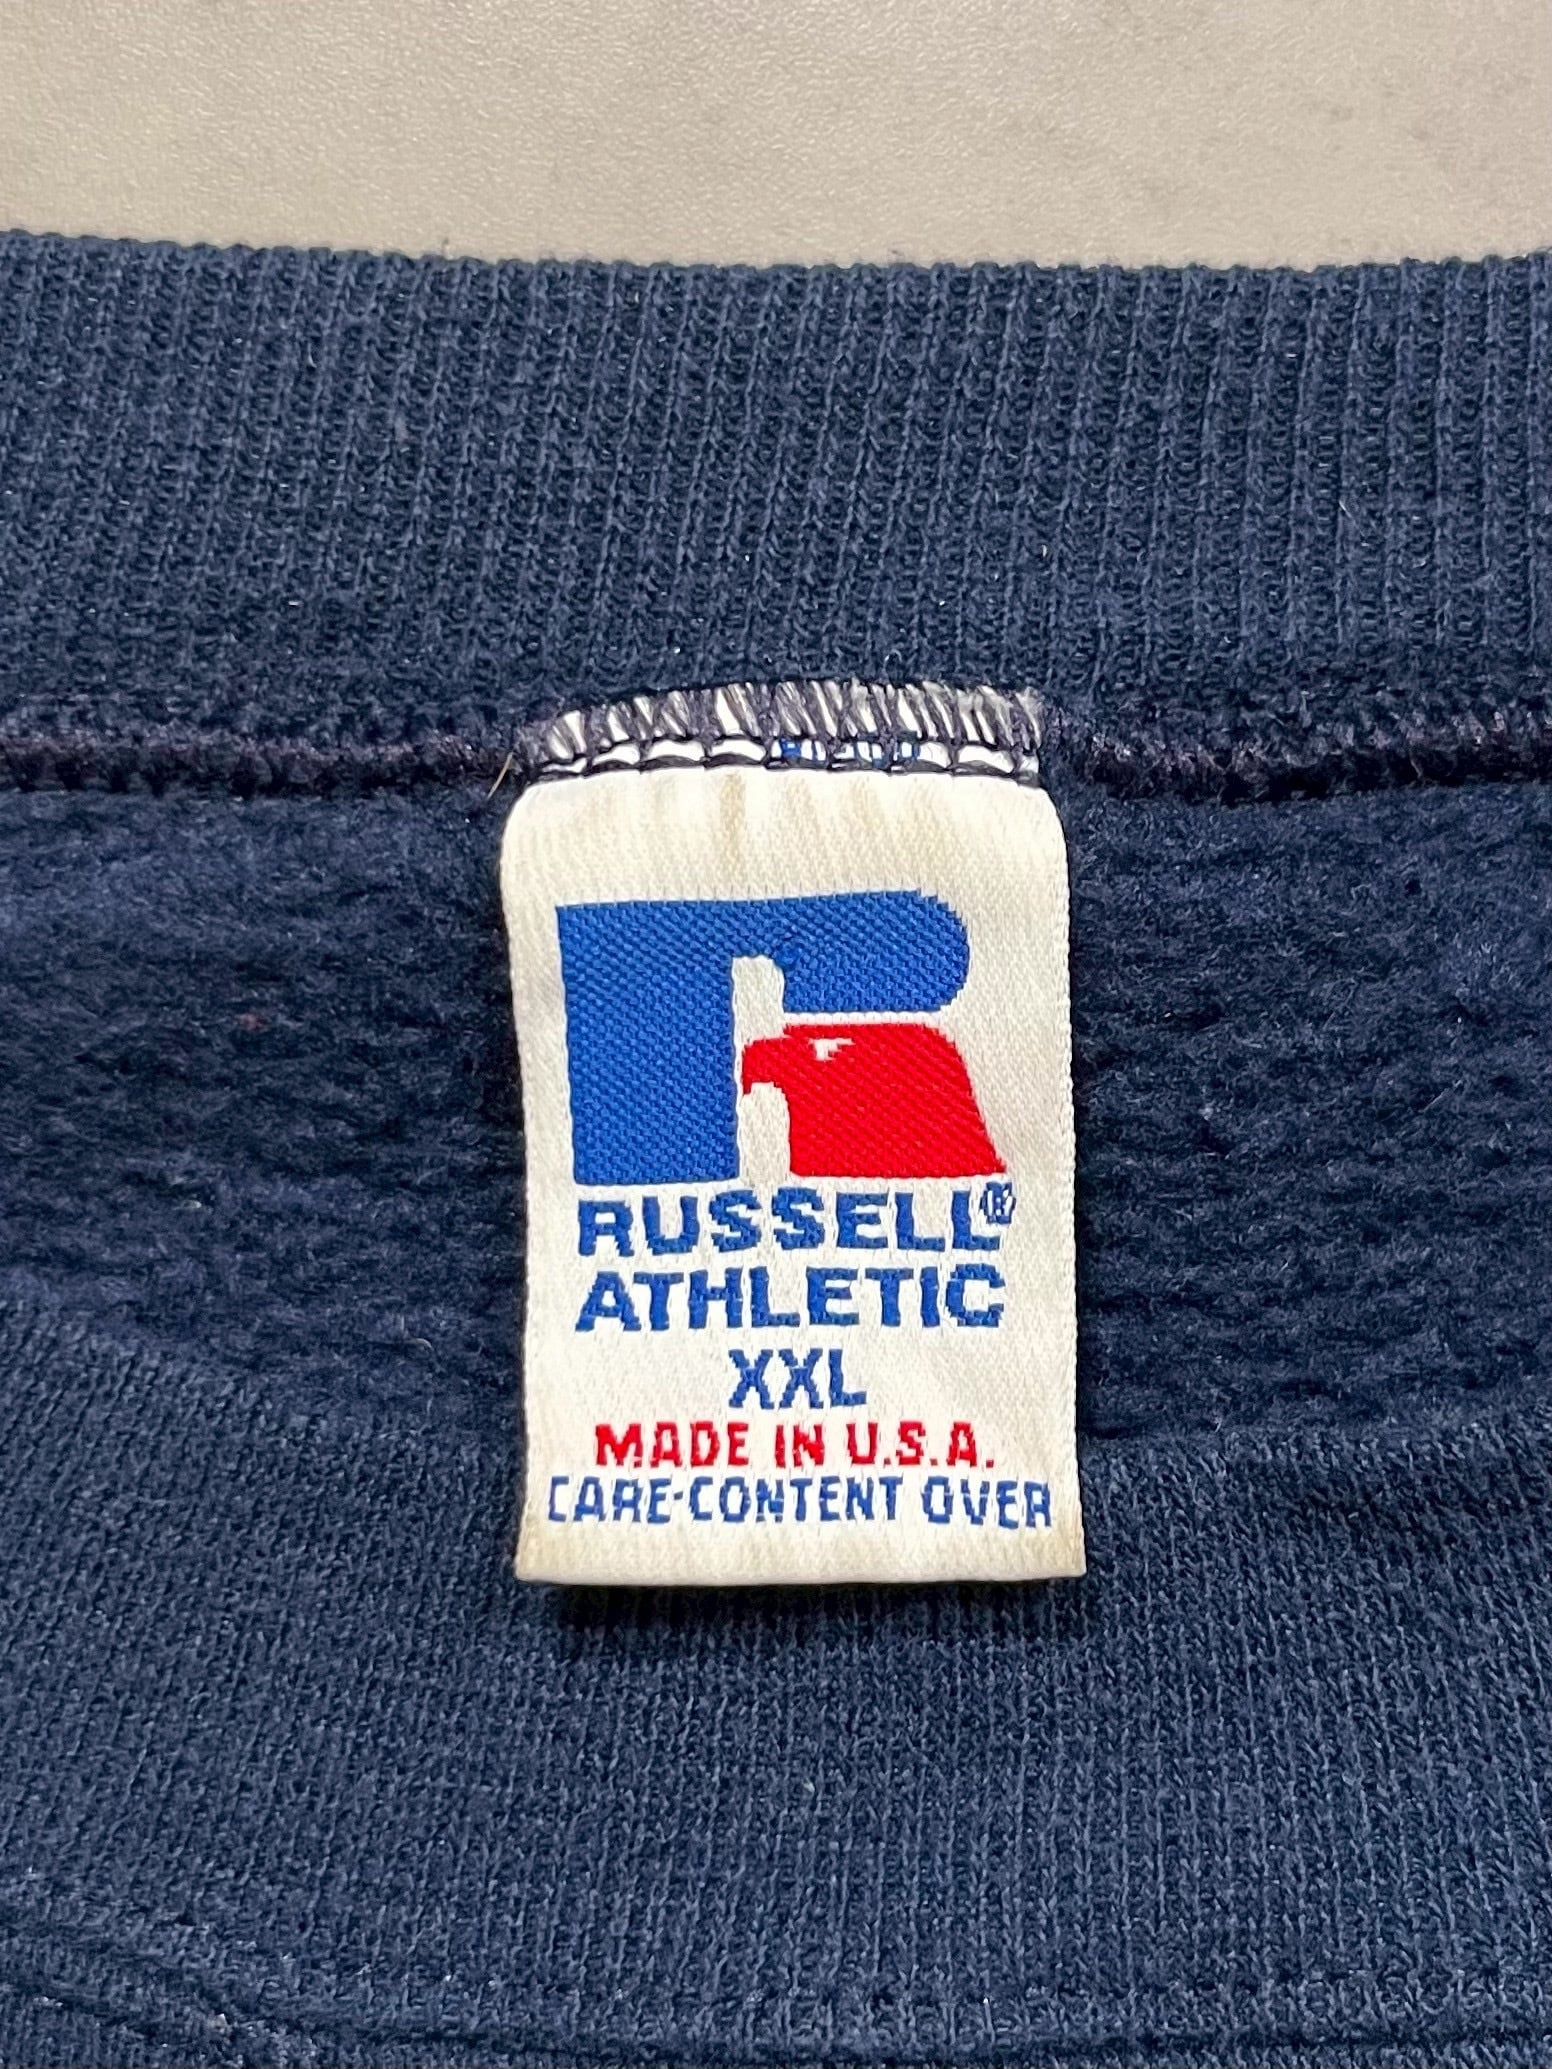 RUSSELL®
ATHLETIC
XXL
MADE IN U.S.A.
CARE-CONTENT OVER